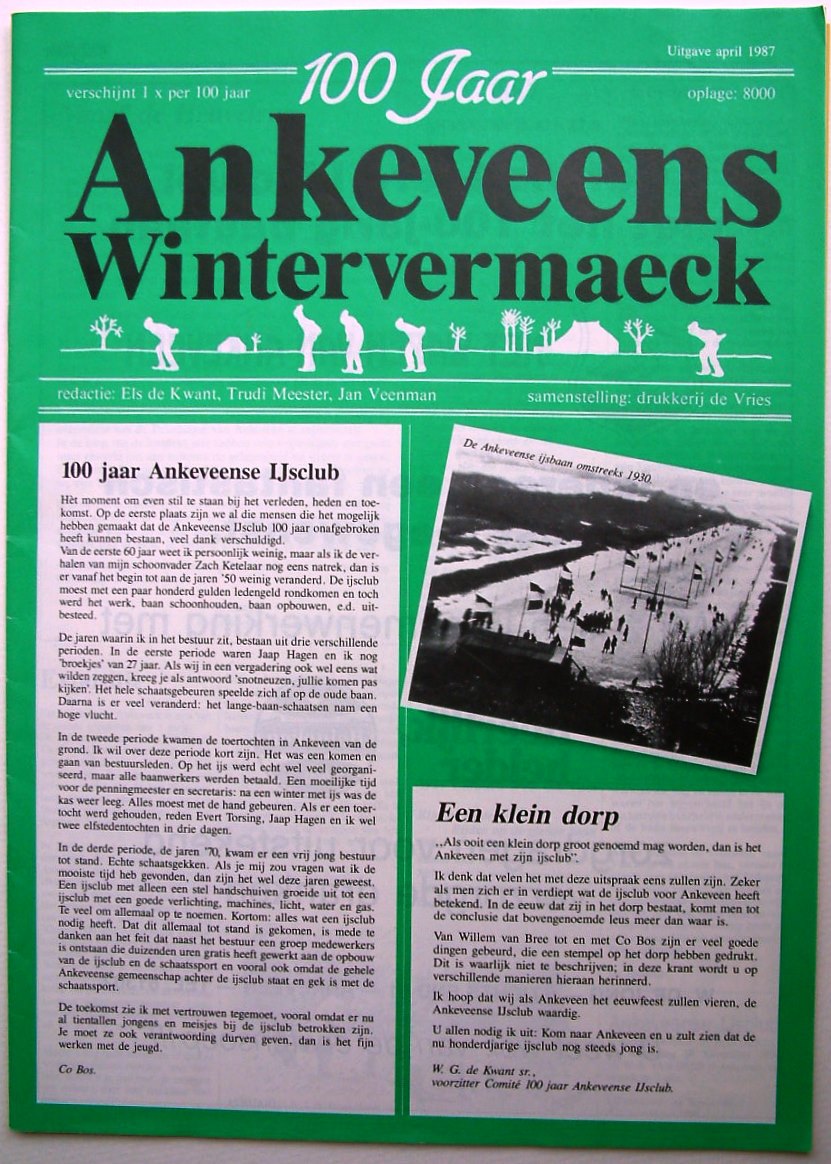 Uitgave april 1987
100 Jaar
verschijnt 1 x per 100 jaar
oplage: 8000
Ankeveens
Wintervermaeck
redactie: Els de Kwant, Trudi Meester, Jan Veenman
samenstelling: drukkerij de Vries
100 jaar Ankeveense IJsclub
Hèt moment om even stil te staan bij het verleden, heden en toe-
komst. Op de eerste plaats zijn we al die mensen die het mogelijk
hebben gemaakt dat de Ankeveense IJsclub 100 jaar onafgebroken
heeft kunnen bestaan, veel dank verschuldigd.
Van de eerste 60 jaar weet ik persoonlijk weinig, maar als ik de ver-
halen van mijn schoonvader Zach Ketelaar nog eens natrek, dan is
er vanaf het begin tot aan de jaren '50 weinig veranderd. De ijsclub
moest met een paar honderd gulden ledengeld rondkomen en toch
werd het werk, baan schoonhouden, baan opbouwen, e.d. uit-
besteed.
De jaren waarin ik in het bestuur zit, bestaan uit drie verschillende
perioden. In de eerste periode waren Jaap Hagen en ik nog
'broekjes' van 27 jaar. Als wij in een vergadering ook wel eens wat
wilden zeggen, kreeg je als antwoord 'snotneuzen, jullie komen pas
kijken'. Het hele schaatsgebeuren speelde zich af op de oude baan.
Daarna is er veel veranderd: het lange-baan-schaatsen nam een
hoge vlucht.
In de tweede periode kwamen de toertochten in Ankeveen van de
grond. Ik wil over deze periode kort zijn. Het was een komen en
gaan van bestuursleden. Op het ijs werd echt wel veel georgani-
seerd, maar alle baanwerkers werden betaald. Een moeilijke tijd
voor de penningmeester en secretaris: na een winter met ijs was de
kas weer leeg. Alles moest met de hand gebeuren. Als er een toer-
tocht werd gehouden, reden Evert Torsing, Jaap Hagen en ik wel
twee elfstedentochten in drie dagen.
In de derde periode, de jaren '70, kwam er een vrij jong bestuur
tot stand. Echte schaatsgekken. Als je mij zou vragen wat ik de
mooiste tijd heb gevonden, dan zijn het wel deze jaren geweest.
Een ijsclub met alleen een stel handschuiven groeide uit tot een
ijsclub met een goede verlichting, machines, licht, water en gas.
Te veel om allemaal op te noemen. Kortom: alles wat een ijsclub
nodig heeft. Dat dit allemaal tot stand is gekomen, is mede te
danken aan het feit dat naast het bestuur een groep medewerkers
is ontstaan die duizenden uren gratis heeft gewerkt aan de opbouw
van de ijsclub en de schaatssport en vooral ook omdat de gehele
Ankeveense gemeenschap achter de ijsclub staat en gek is met de
schaatssport.
De toekomst zie ik met vertrouwen tegemoet, vooral omdat er nu
al tientallen jongens en meisjes bij de ijsclub betrokken zijn.
Je moet ze ook verantwoording durven geven, dan is het fijn
werken met de jeugd.
Co Bos.
De Ankeveense ijsbaan omstreeks 1930.
Een klein dorp
„Als ooit een klein dorp groot genoemd mag worden, dan is het
Ankeveen met zijn ijsclub".
Ik denk dat velen het met deze uitspraak eens zullen zijn. Zeker
als men zich er in verdiept wat de ijsclub voor Ankeveen heeft
betekend. In de eeuw dat zij in het dorp bestaat, komt men tot
de conclusie dat bovengenoemde leus meer dan waar is.
Van Willem van Bree tot en met Co Bos zijn er veel goede
dingen gebeurd, die een stempel op het dorp hebben gedrukt.
Dit is waarlijk niet te beschrijven; in deze krant wordt u op
verschillende manieren hieraan herinnerd.
Ik hoop dat wij als Ankeveen het eeuwfeest zullen vieren, de
Ankeveense IJsclub waardig.
U allen nodig ik uit: Kom naar Ankeveen en u zult zien dat de
nu honderdjarige ijsclub nog steeds jong is.
W. G. de Kwant sr.,
voorzitter Comité 100 jaar Ankeveense IJsclub.